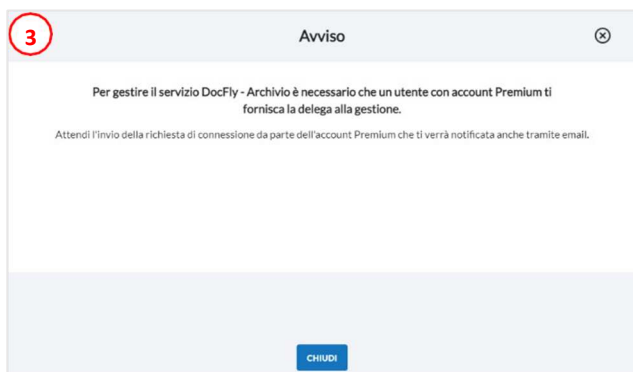 3
Avviso
Per gestire il servizio DocFly - Archivio è necessario che un utente con account Premium ti
fornisca la delega alla gestione.
Attendi l'invio della richiesta di connessione da parte dell'account Premium che ti verrà notificata anche tramite email.
CHIUDI